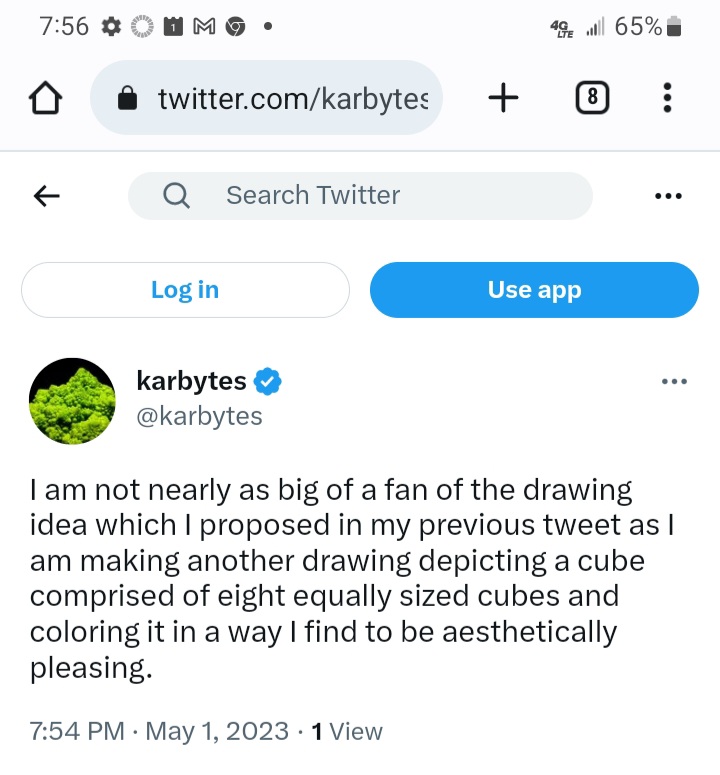 7:56 1 4G LTE 65%
twitter.com/karbytes 8
Search Twitter
Log in Use app
karbytes
@karbytes
I am not nearly as big of a fan of the drawing
idea which I proposed in my previous tweet as I
am making another drawing depicting a cube
comprised of eight equally sized cubes and
coloring it in a way I find to be aesthetically
pleasing.
7:54 PM · May 1, 2023 · 1 View